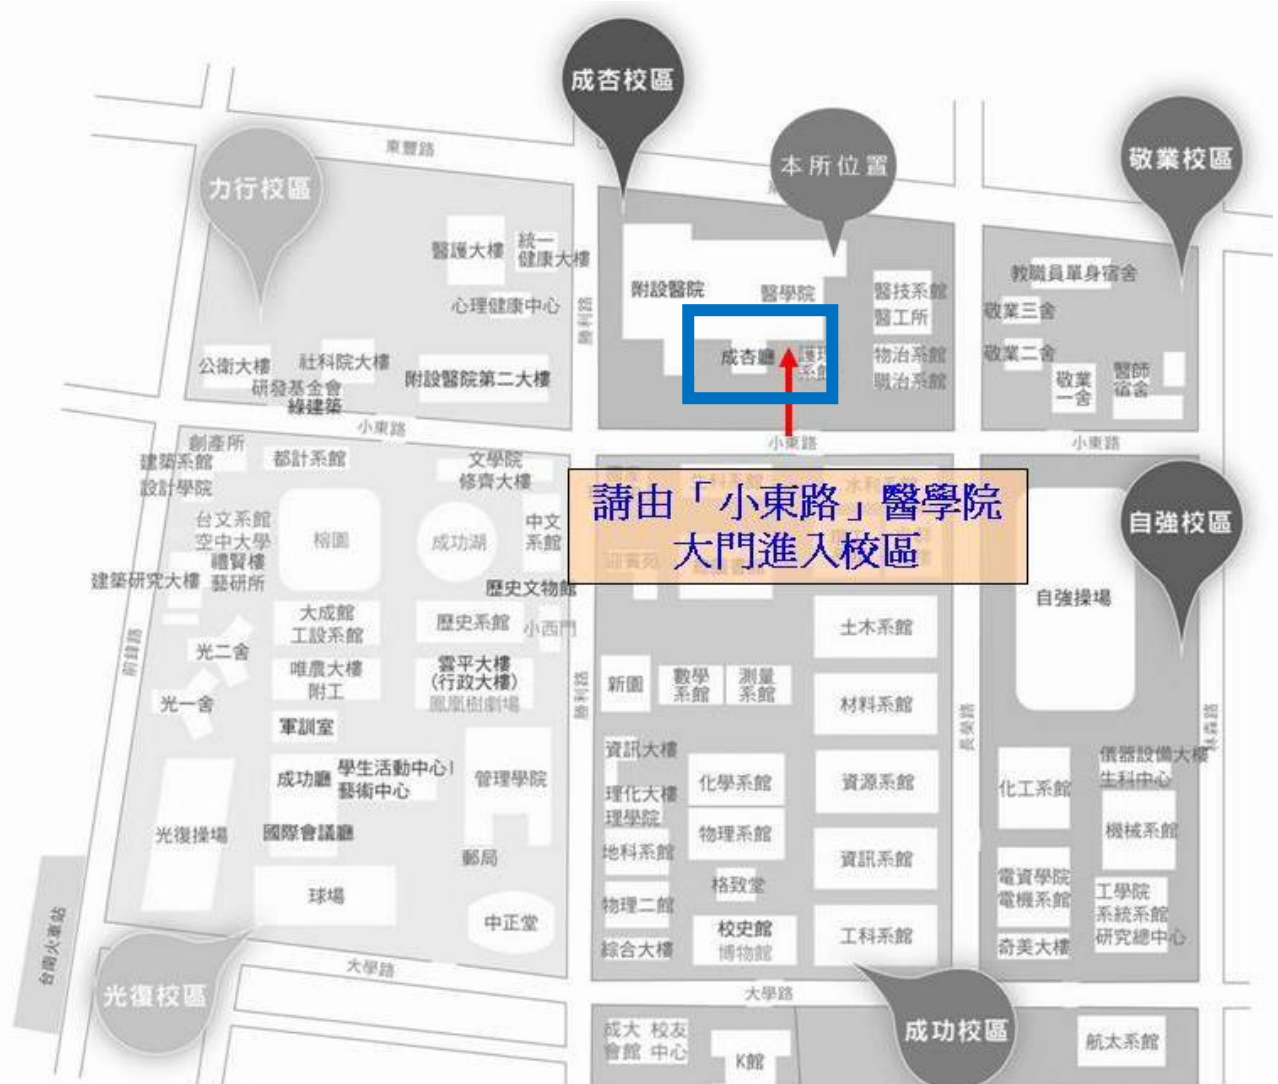 成杏校區
本所位置
敬業校區
力行校區
東豐路
醫護大樓
統一
健康大樓
心理健康中心
附設醫院
醫學院
醫技系館
醫工所
教職員單身宿舍
敬業三舍
勝利路
公衛大樓
社科院大樓
研發基金會
綠建築
附設醫院第二大樓
成杏廳
護理
系館
物治系館
職治系館
敬業二舍
敬業
一舍
醫師
宿舍
小東路
小東路
小東路
創產所
建築系館
設計學院
都計系館
文學院
修齊大樓
請由「小東路」醫學院
大門進入校區
自強校區
台文系館
空中大學
禮賢樓
藝研所
建築研究大樓
榕園
成功湖
中文
系館
歷史文物館
自強操場
大成館
工設系館
歷史系館
小西門
土木系館
前鋒路
光二舍
唯農大樓
附工
雲平大樓
(行政大樓)
鳳凰樹劇場
勝利路
新園
數學
系館
測量
系館
材料系館
長榮路
林森路
光一舍
軍訓室
成功廳
學生活動中心
藝術中心
管理學院
資訊大樓
理化大樓
理學院
化學系館
資源系館
化工系館
儀器設備大樓
生科中心
光復操場
國際會議廳
郵局
地科系館
物理系館
資訊系館
機械系館
球場
中正堂
物理二館
格致堂
電資學院
電機系館
工學院
系統系館
研究總中心
綜合大樓
校史館
博物館
工科系館
奇美大樓
台南火車站
光復校區
大學路
大學路
成功校區
成大
會館
校友
中心
K館
航太系館